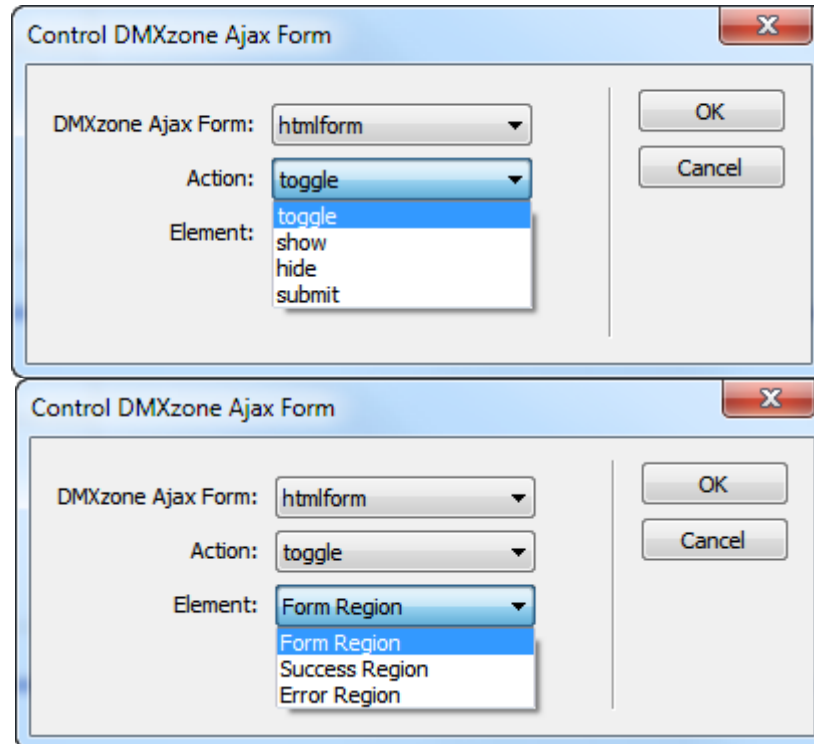 Control DMXzone Ajax Form
DMXzone Ajax Form: htmlform OK
Action: toggle Cancel
toggle
Element:
show
hide
submit
Control DMXzone Ajax Form
DMXzone Ajax Form: htmlform OK
Action: toggle Cancel
Element: Form Region
Form Region
Success Region
Error Region